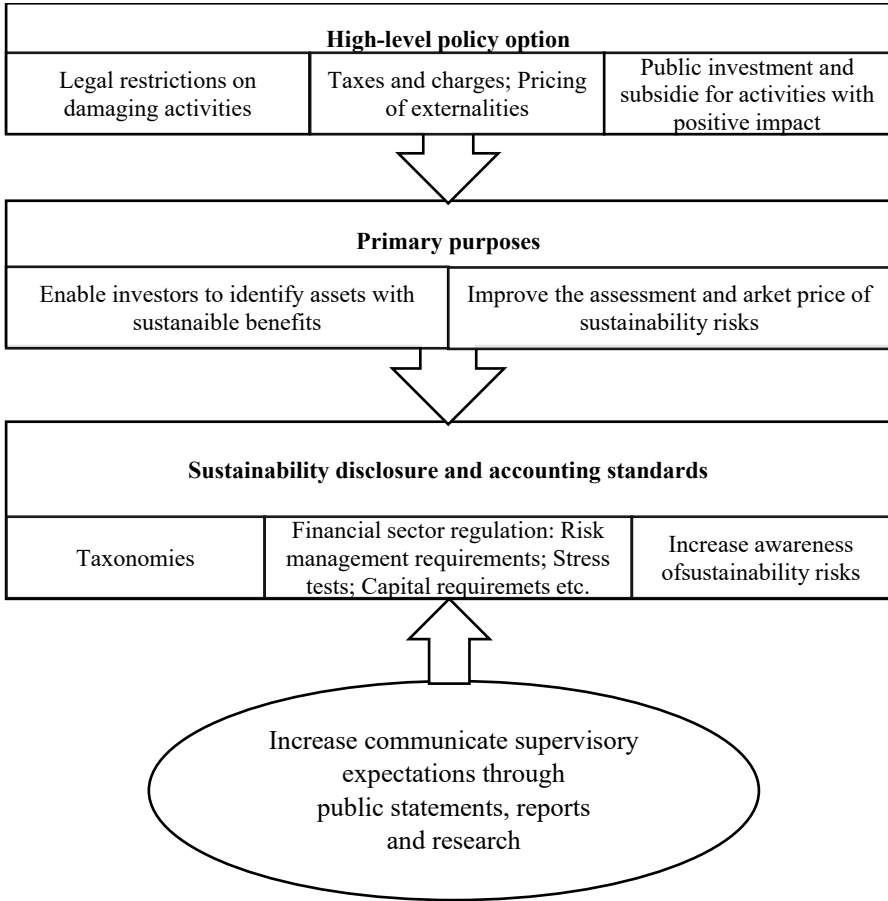 High-level policy option
Legal restrictions on
damaging activities
Taxes and charges; Pricing
of externalities
Public investment and
subsidie for activities with
positive impact
Primary purposes
Enable investors to identify assets with
sustanaible benefits
Improve the assessment and arket price of
sustainability risks
Sustainability disclosure and accounting standards
Taxonomies
Financial sector regulation: Risk
management requirements; Stress
tests; Capital requiremets etc.
Increase awareness
ofsustainability risks
Increase communicate supervisory
expectations through
public statements, reports
and research